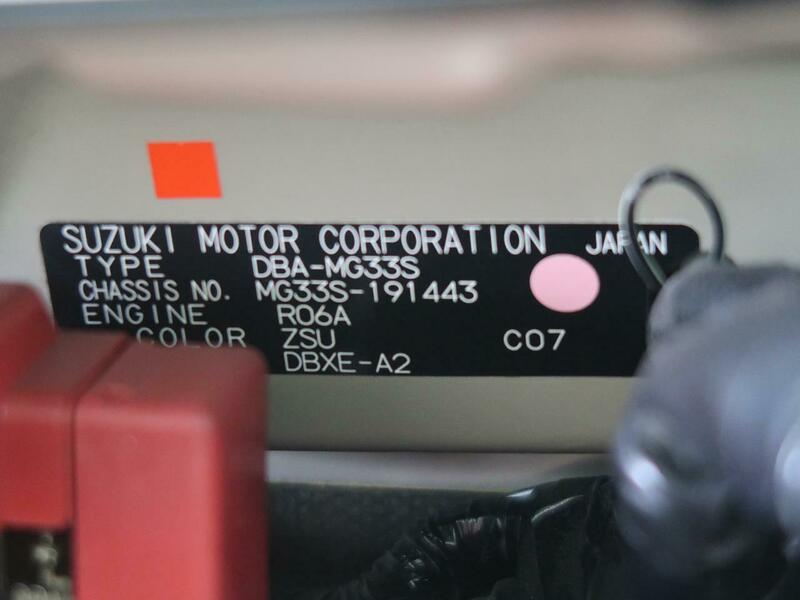 SUZUKI MOTOR CORPORATION JAPAN
TYPE DBA-MG33S
CHASSIS NO. MG33S-191443
ENGINE R06A
COLOR ZSU C07
DBXE-A2